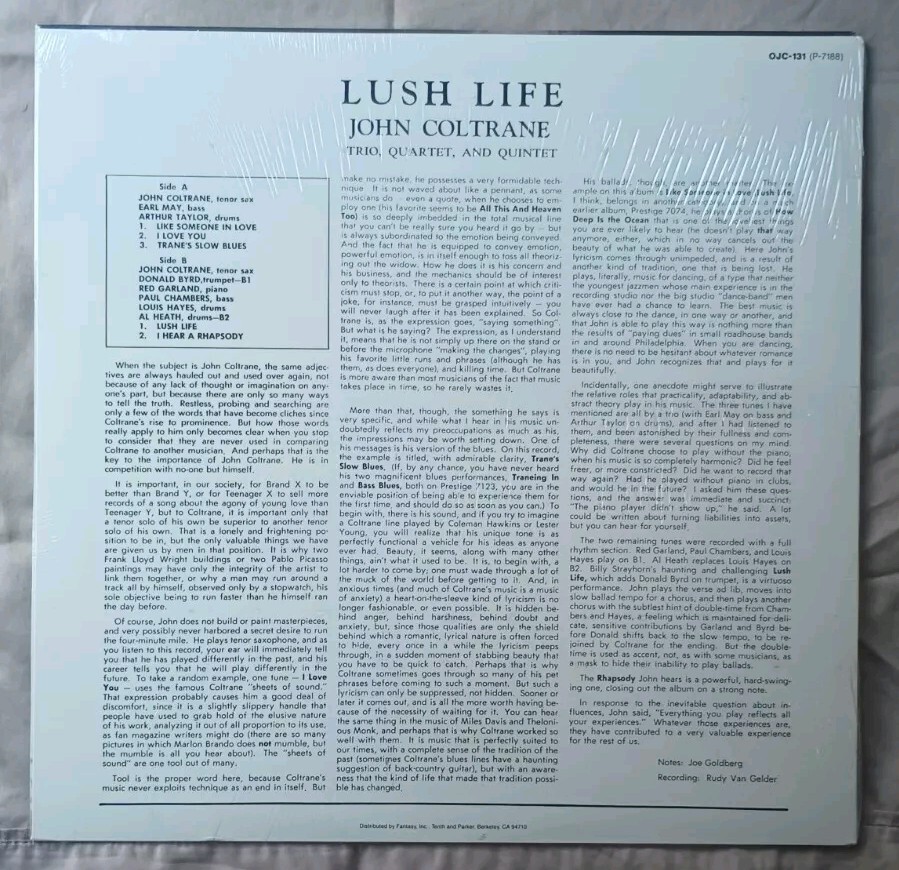 OJC-131 (P-7188)
LUSH LIFE
JOHN COLTRANE
TRIO, QUARTET, AND QUINTET
Side A
JOHN COLTRANE, tenor sax
EARL MAY, bass
ARTHUR TAYLOR, drums
1. LIKE SOMEONE IN LOVE
2. I LOVE YOU
3. TRANE'S SLOW BLUES
Side B
JOHN COLTRANE, tenor sax
DONALD BYRD, trumpet—B1
RED GARLAND, piano
PAUL CHAMBERS, bass
LOUIS HAYES, drums
AL HEATH, drums—B2
1. LUSH LIFE
2. I HEAR A RHAPSODY
When the subject is John Coltrane, the same adjec-
tives are always hauled out and used over again, not
because of any lack of thought or imagination on any-
one's part, but because there are only so many ways
to tell the truth. Restless, probing and searching are
only a few of the words that have become cliches since
Coltrane's rise to prominence. But how those words
really apply to him only becomes clear when you stop
to consider that they are never used in comparing
Coltrane to another musician. And perhaps that is the
key to the importance of John Coltrane. He is in
competition with no-one but himself.
It is important, in our society, for Brand X to be
better than Brand Y, or for Teenager X to sell more
records of a song about the agony of young love than
Teenager Y, but to Coltrane, it is important only that
a tenor solo of his own be superior to another tenor
solo of his own. That is a lonely and frightening po-
sition to be in, but the only valuable things we have
are given us by men in that position. It is why two
Frank Lloyd Wright buildings or two Pablo Picasso
paintings may have only the integrity of the artist to
link them together, or why a man may run around a
track all by himself, observed only by a stopwatch, his
sole objective being to run faster than he himself ran
the day before.
Of course, John does not build or paint masterpieces,
and very possibly never harbored a secret desire to run
the four-minute mile. He plays tenor saxophone, and as
you listen to this record, your ear will immediately tell
you that he has played differently in the past, and his
career tells you that he will play differently in the
future. To take a random example, one tune — I Love
You — uses the famous Coltrane "sheets of sound."
That expression probably causes him a good deal of
discomfort, since it is a slightly slippery handle that
people have used to grab hold of the elusive nature
of his work, analyzing it out of all proportion to its use,
as fan magazine writers might do (there are so many
pictures in which Marlon Brando does not mumble, but
the mumble is all you hear about). The "sheets of
sound" are one tool out of many.
Tool is the proper word here, because Coltrane's
music never exploits technique as an end in itself. But
make no mistake, he possesses a very formidable tech-
nique. It is not waved about like a pennant, as some
musicians do - even a quote, when he chooses to em-
ploy one (his favorite seems to be All This And Heaven
Too) is so deeply imbedded in the total musical line
that you can't be really sure you heard it go by — but
is always subordinated to the emotion being conveyed.
And the fact that he is equipped to convey emotion,
powerful emotion, is in itself enough to toss all theoriz-
ing out the widow. How he does it is his concern and
his business, and the mechanics should be of interest
only to theorists. There is a certain point at which criti-
cism must stop, or, to put it another way, the point of a
joke, for instance, must be grasped intuitively — you
will never laugh after it has been explained. So Col-
trane is, as the expression goes, "saying something".
But what is he saying? The expression, as I understand
it, means that he is not simply up there on the stand or
before the microphone "making the changes", playing
his favorite little runs and phrases (although he has
them, as does everyone), and killing time. But Coltrane
is more aware than most musicians of the fact that music
takes place in time, so he rarely wastes it.
More than that, though, the something he says is
very specific, and while what I hear in his music un-
doubtedly reflects my preoccupations as much as his,
the impressions may be worth setting down. One of
his messages is his version of the blues. On this record,
the example is titled, with admirable clarity, Trane's
Slow Blues, (If, by any chance, you have never heard
his two magnificent blues performances, Traneing In
and Bass Blues, both on Prestige 7123, you are in the
enviable position of being able to experience them for
the first time, and should do so as soon as you can.) To
begin with, there is his sound, and if you try to imagine
a Coltrane line played by Coleman Hawkins or Lester
Young, you will realize that his unique tone is as
perfectly functional a vehicle for his ideas as anyone
ever had. Beauty, it seems, along with many other
things, ain't what it used to be. It is, to begin with, a
lot harder to come by; one must wade through a lot of
the muck of the world before getting to it. And, in
anxious times (and much of Coltrane's music is a music
of anxiety) a heart-on-the-sleeve kind of lyricism is no
longer fashionable, or even possible. It is hidden be-
hind anger, behind harshness, behind doubt and
anxiety, but, since those qualities are only the shield
behind which a romantic, lyrical nature is often forced
to hide, every once in a while the lyricism peeps
through, in a sudden moment of stabbing beauty that
you have to be quick to catch. Perhaps that is why
Coltrane sometimes goes through so many of his pet
phrases before coming to such a moment. But such a
lyricism can only be suppressed, not hidden. Sooner or
later it comes out, and is all the more worth having be-
cause of the necessity of waiting for it. You can hear
the same thing in the music of Miles Davis and Theloni-
ous Monk, and perhaps that is why Coltrane worked so
well with them. It is music that is perfectly suited to
our times, with a complete sense of the tradition of the
past (sometimes Coltrane's blues lines have a haunting
suggestion of back-country guitar), but with an aware-
ness that the kind of life that made that tradition possi-
ble has changed.
His ballads, though, are another matter. The ex-
ample on this album's Like Someone in Love, Lush Life,
I think, belongs in another category, and on a much
earlier album, Prestige 7074, he plays a chorus of How
Deep Is the Ocean that is one of the loveliest things
you are ever likely to hear (he doesn't play that way
anymore, either, which in no way cancels out the
beauty of what he was able to create). Here John's
lyricism comes through unimpeded, and is a result of
another kind of tradition, one that is being lost. He
plays, literally, music for dancing, of a type that neither
the youngest jazzmen whose main experience is in the
recording studio nor the big studio "dance-band" men
have ever had a chance to learn. The best music is
always close to the dance, in one way or another, and
that John is able to play this way is nothing more than
the results of "paying dues" in small roadhouse bands
in and around Philadelphia. When you are dancing,
there is no need to be hesitant about whatever romance
is in you, and John recognizes that and plays for it
beautifully.
Incidentally, one anecdote might serve to illustrate
the relative roles that practicality, adaptability, and ab-
stract theory play in his music. The three tunes I have
mentioned are all by a trio (with Earl May on bass and
Arthur Taylor on drums), and after I had listened to
them, and been astonished by their fullness and com-
pleteness, there were several questions on my mind.
Why did Coltrane choose to play without the piano,
when his music is so completely harmonic? Did he feel
freer, or more constricted? Did he want to record that
way again? Had he played without piano in clubs,
and would he in the future? I asked him these ques-
tions, and the answer was immediate and succinct:
"The piano player didn't show up," he said. A lot
could be written about turning liabilities into assets,
but you can hear for yourself.
The two remaining tunes were recorded with a full
rhythm section. Red Garland, Paul Chambers, and Louis
Hayes play on B1. Al Heath replaces Louis Hayes on
B2. Billy Strayhorn's haunting and challenging Lush
Life, which adds Donald Byrd on trumpet, is a virtuoso
performance. John plays the verse ad lib, moves into
slow ballad tempo for a chorus, and then plays another
chorus with the subtlest hint of double-time from Cham-
bers and Hayes, a feeling which is maintained for deli-
cate, sensitive contributions by Garland and Byrd be-
fore Donald shifts back to the slow tempo, to be re-
joined by Coltrane for the ending. But the double-
time is used as accent, not, as with some musicians, as
a mask to hide their inability to play ballads.
The Rhapsody John hears is a powerful, hard-swing-
ing one, closing out the album on a strong note.
In response to the inevitable question about in-
fluences, John said, "Everything you play reflects all
your experiences." Whatever those experiences are,
they have contributed to a very valuable experience
for the rest of us.
Notes: Joe Goldberg
Recording: Rudy Van Gelder
Distributed by Fantasy, Inc. Tenth and Parker, Berkeley, CA 94710